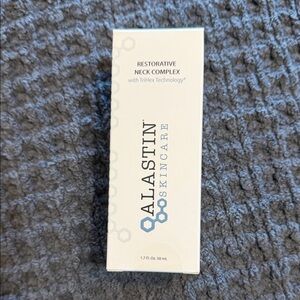 RESTORATIVE
NECK COMPLEX
with TriHex Technology®
ALASTIN
SKINCARE
1.7 Fl. Oz. 50 mL